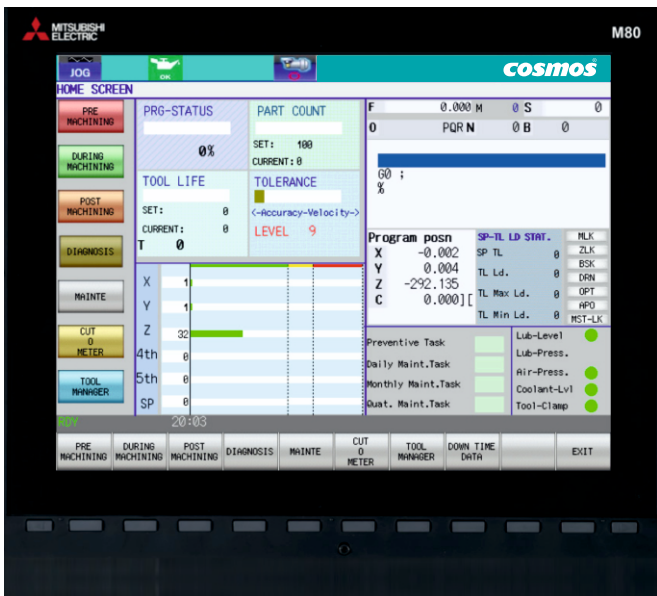 MITSUBISHI
ELECTRIC
M80
JOG
OK
cosmos
HOME SCREEN
PRE
MACHINING
DURING
MACHINING
POST
MACHINING
DIAGNOSIS
MAINTE
CUT
O
METER
TOOL
MANAGER
PRG-STATUS
0%
PART COUNT
SET: 100
CURRENT: 0
TOOL LIFE
SET: 0
CURRENT: 0
T 0
TOLERANCE
<-Accuracy-Velocity->
LEVEL 9
F 0.000 M 0 S 0
O PQR N 0 B 0
G0 ;
%
Program posn
X -0.002
Y 0.004
Z -292.135
C 0.000][
SP-TL LD STAT.
SP TL 0
TL Ld. 0
TL Max Ld. 0
TL Min Ld. 0
MLK
ZLK
BSK
DRN
OPT
APO
MST-LK
X 1
Y 1
Z 32
4th 0
5th 0
SP 0
Preventive Task
Daily Maint.Task
Monthly Maint.Task
Quat. Maint.Task
Lub-Level
Lub-Press.
Air-Press.
Coolant-Lvl
Tool-Clamp
RDY 20:03
PRE
MACHINING
DURING
MACHINING
POST
MACHINING
DIAGNOSIS
MAINTE
CUT
O
METER
TOOL
MANAGER
DOWN TIME
DATA
EXIT